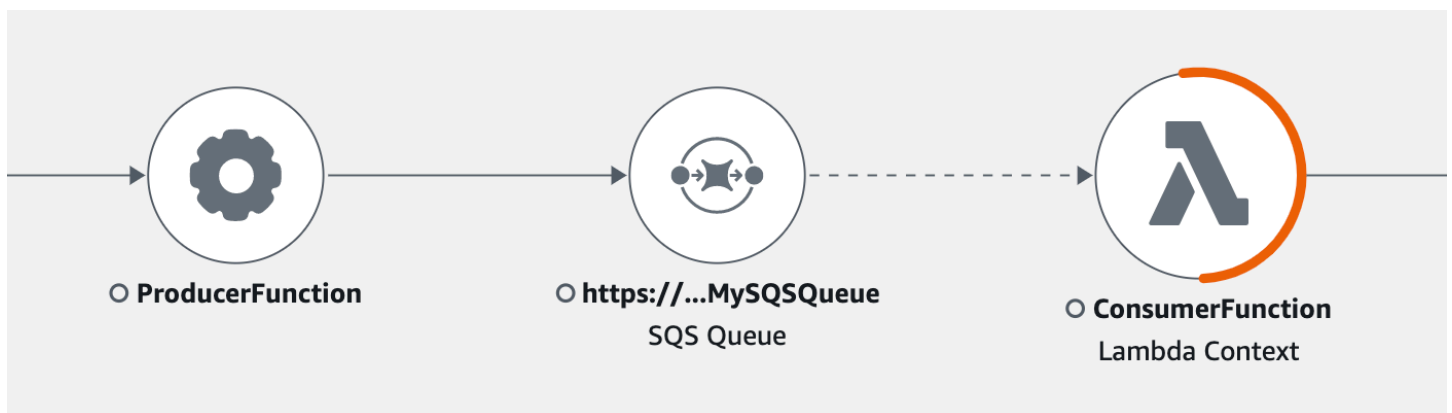 ProducerFunction
https://...MySQSQueue
SQS Queue
ConsumerFunction
Lambda Context